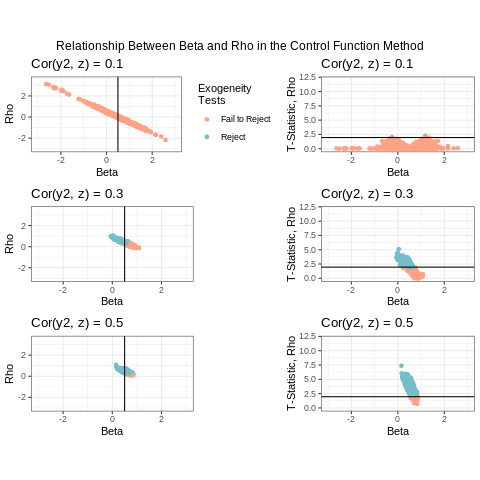 Relationship Between Beta and Rho in the Control Function Method
Cor(y2, z) = 0.1
Rho
2
0
-2
-2
0
2
Beta
Exogeneity
Tests
Fail to Reject
Reject
Cor(y2, z) = 0.1
T-Statistic, Rho
12.5
10.0
7.5
5.0
2.5
0.0
-2
0
2
Beta
Cor(y2, z) = 0.3
Rho
2
0
-2
-2
0
2
Beta
Cor(y2, z) = 0.3
T-Statistic, Rho
12.5
10.0
7.5
5.0
2.5
0.0
-2
0
2
Beta
Cor(y2, z) = 0.5
Rho
2
0
-2
-2
0
2
Beta
Cor(y2, z) = 0.5
T-Statistic, Rho
12.5
10.0
7.5
5.0
2.5
0.0
-2
0
2
Beta